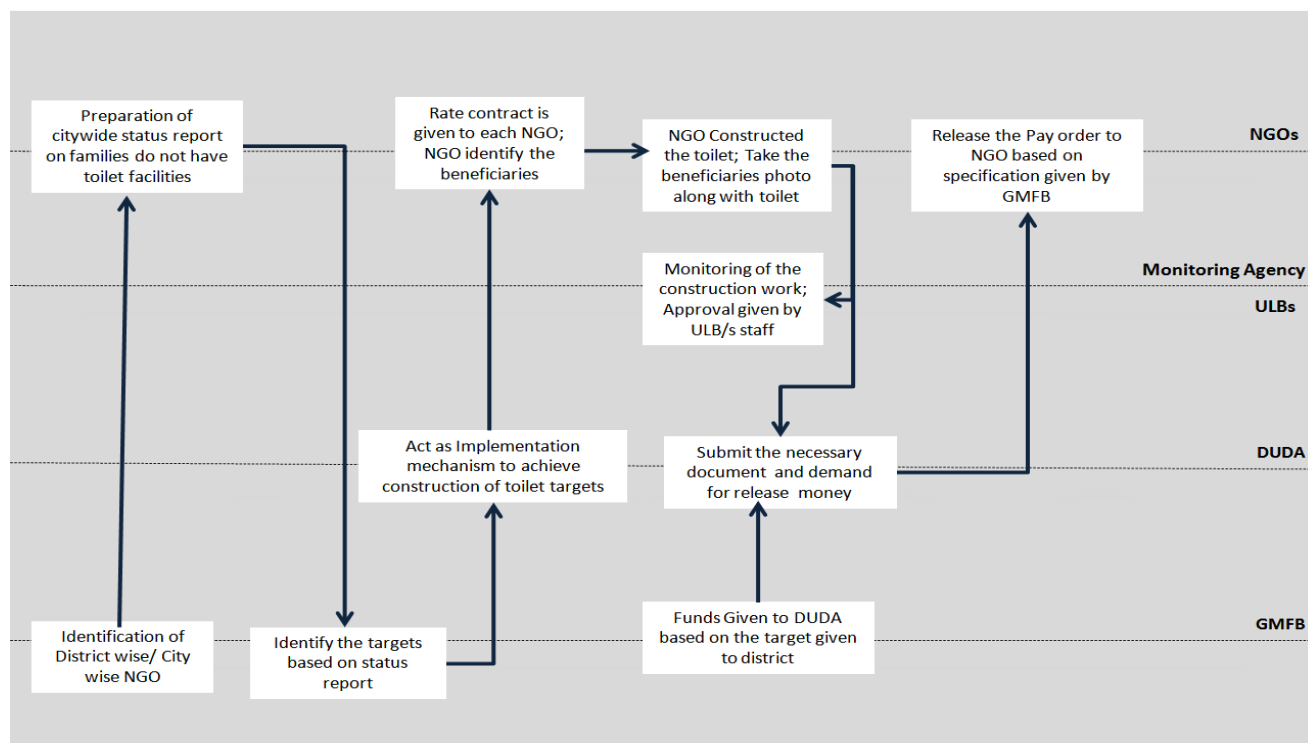 Preparation of
citywide status report
on families do not have
toilet facilities
Rate contract is
given to each NGO;
NGO identify the
beneficiaries
NGO Constructed
the toilet; Take the
beneficiaries photo
along with toilet
Release the Pay order to
NGO based on
specification given by
GMFB
NGOs
Monitoring of the
construction work;
Approval given by
ULB/s staff
Monitoring Agency
ULBs
Act as Implementation
mechanism to achieve
construction of toilet targets
Submit the necessary
document and demand
for release money
DUDA
Identification of
District wise/ City
wise NGO
Identify the targets
based on status
report
Funds Given to DUDA
based on the target given
to district
GMFB